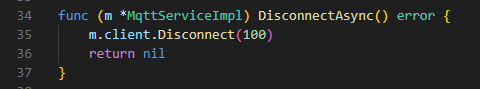 34 func (m *MqttServiceImpl) DisconnectAsync() error {
35     m.client.Disconnect(100)
36     return nil
37 }